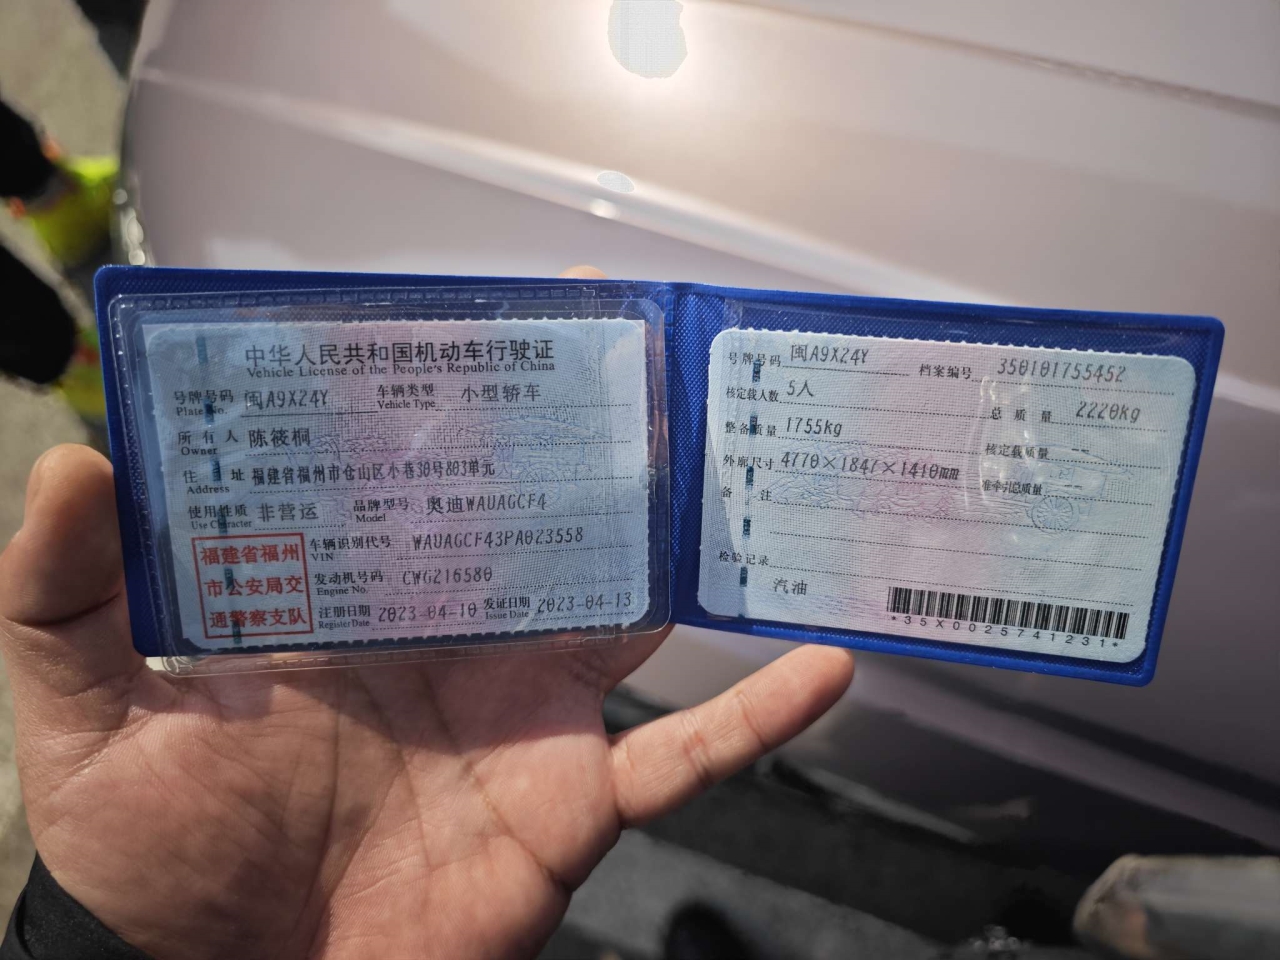 中华人民共和国机动车行驶证
Vehicle License of the People's Republic of China
号牌号码 闽A9X24Y 车辆类型 小型轿车
Plate No. Vehicle Type
所有人 陈筱桐
Owner
住址 福建省福州市仓山区小巷30号803单元
Address
使用性质 非营运 品牌型号 奥迪WAUAGCF4
Use Character Model
福建省福州
市公安局交
通警察支队
车辆识别代号 WAUAGCF43PA023558
VIN
发动机号码 CWG216580
Engine No.
注册日期 2023-04-10 发证日期 2023-04-13
Register Date Issue Date
号牌号码 闽A9X24Y 档案编号 350101755452
核定载人数 5人 总质量 2220kg
整备质量 1755kg 核定载质量 --
外廓尺寸 4770×1847×1410mm 准牵引总质量 --
备注
检验记录
汽油
*35X0025741231*